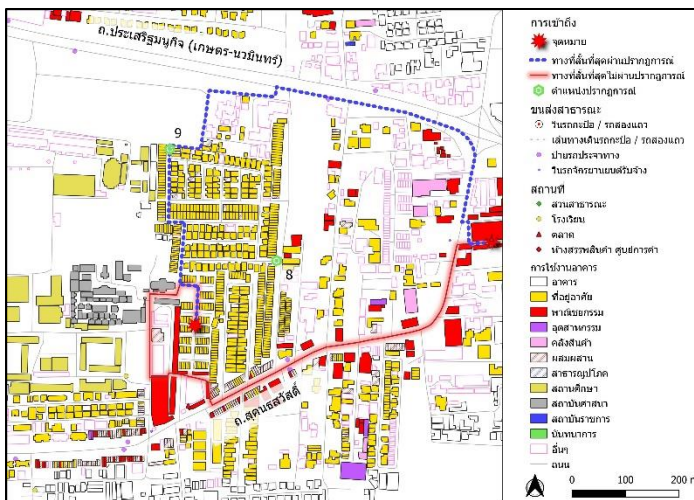 ถ.ประเสริฐมนูกิจ (เกษตร-นวมินทร์)
9
8
ถ.สุคนธสวัสดิ์
การเข้าถึง
จุดหมาย
ทางที่สั้นที่สุดผ่านปรากฏการณ์
ทางที่สั้นที่สุดไม่ผ่านปรากฏการณ์
ตำแหน่งปรากฏการณ์
ขนส่งสาธารณะ
วินรถกะป๊อ / รถสองแถว
เส้นทางเดินรถกะป๊อ / รถสองแถว
ป้ายรถประจำทาง
วินรถจักรยานยนต์รับจ้าง
สถานที่
สวนสาธารณะ
โรงเรียน
ตลาด
ห้างสรรพสินค้า ศูนย์การค้า
การใช้งานอาคาร
อาคาร
ที่อยู่อาศัย
พาณิชยกรรม
อุตสาหกรรม
คลังสินค้า
ผสมผสาน
สาธารณูปโภค
สถานศึกษา
สถาบันศาสนา
สถาบันราชการ
นันทนาการ
อื่นๆ
ถนน
0 100 200 m